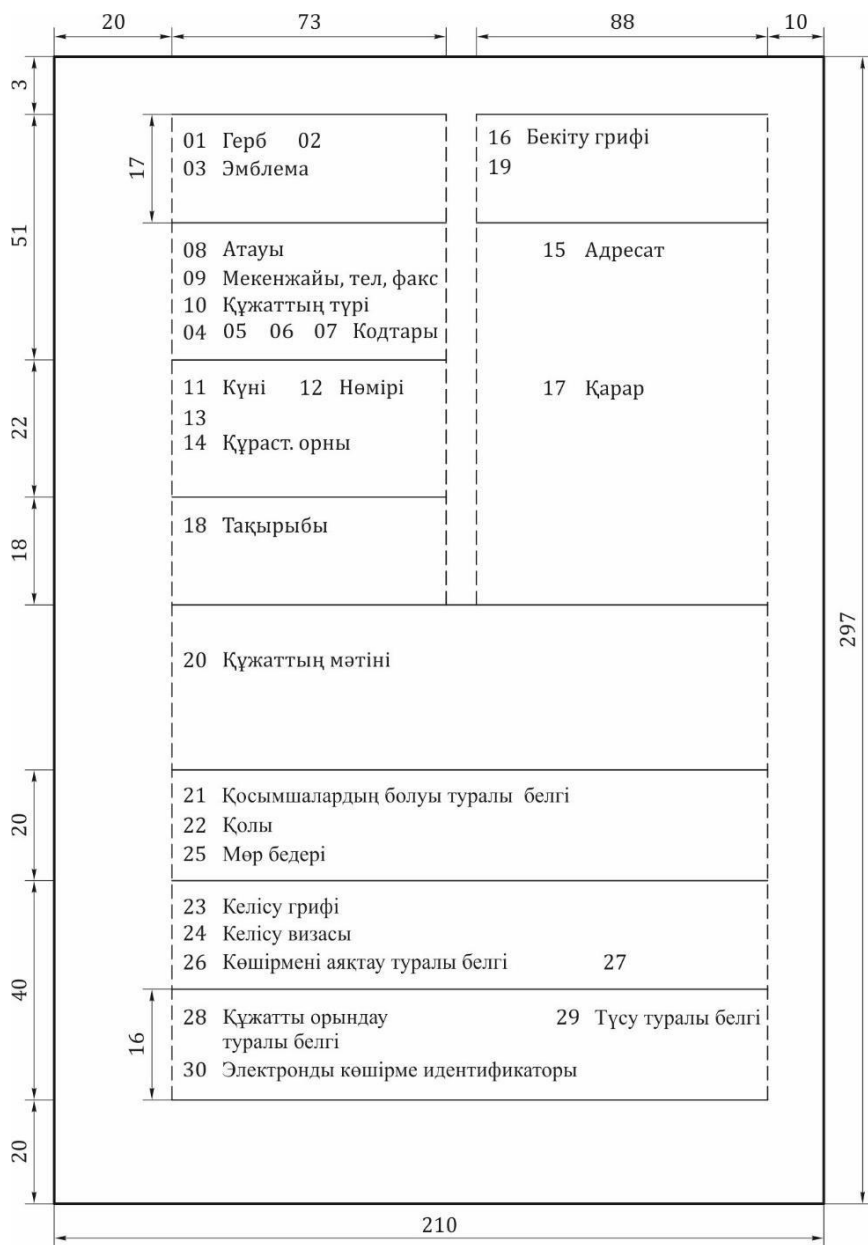 20 73 88 10
3
01 Герб 02
03 Эмблема
16 Бекіту грифі
19
17
51
08 Атауы
09 Мекенжайы, тел, факс
10 Құжаттың түрі
04 05 06 07 Кодтары
15 Адресат
22
11 Күні 12 Нөмірі
13
14 Құраст. орны
17 Қарар
18
18 Тақырыбы
297
20 Құжаттың мәтіні
20
21 Қосымшалардың болуы туралы белгі
22 Қолы
25 Мөр бедері
40
23 Келісу грифі
24 Келісу визасы
26 Көшірмені аяқтау туралы белгі 27
16
28 Құжатты орындау
туралы белгі
29 Түсу туралы белгі
30 Электронды көшірме идентификаторы
20
210